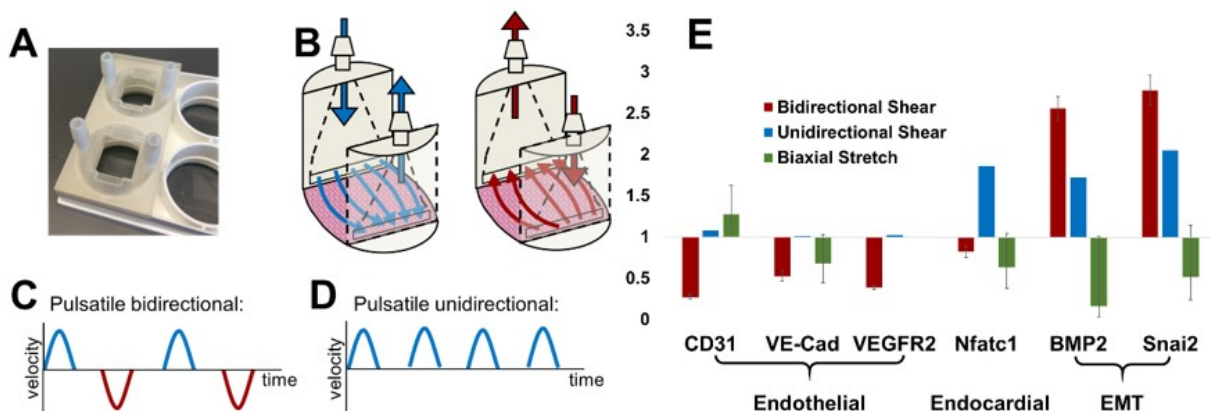 A
B
C Pulsatile bidirectional:
velocity
time
D Pulsatile unidirectional:
velocity
time
E
3.5
3
2.5
2
1.5
1
0.5
0
Bidirectional Shear
Unidirectional Shear
Biaxial Stretch
CD31 VE-Cad VEGFR2 Nfatc1 BMP2 Snai2
Endothelial Endocardial EMT